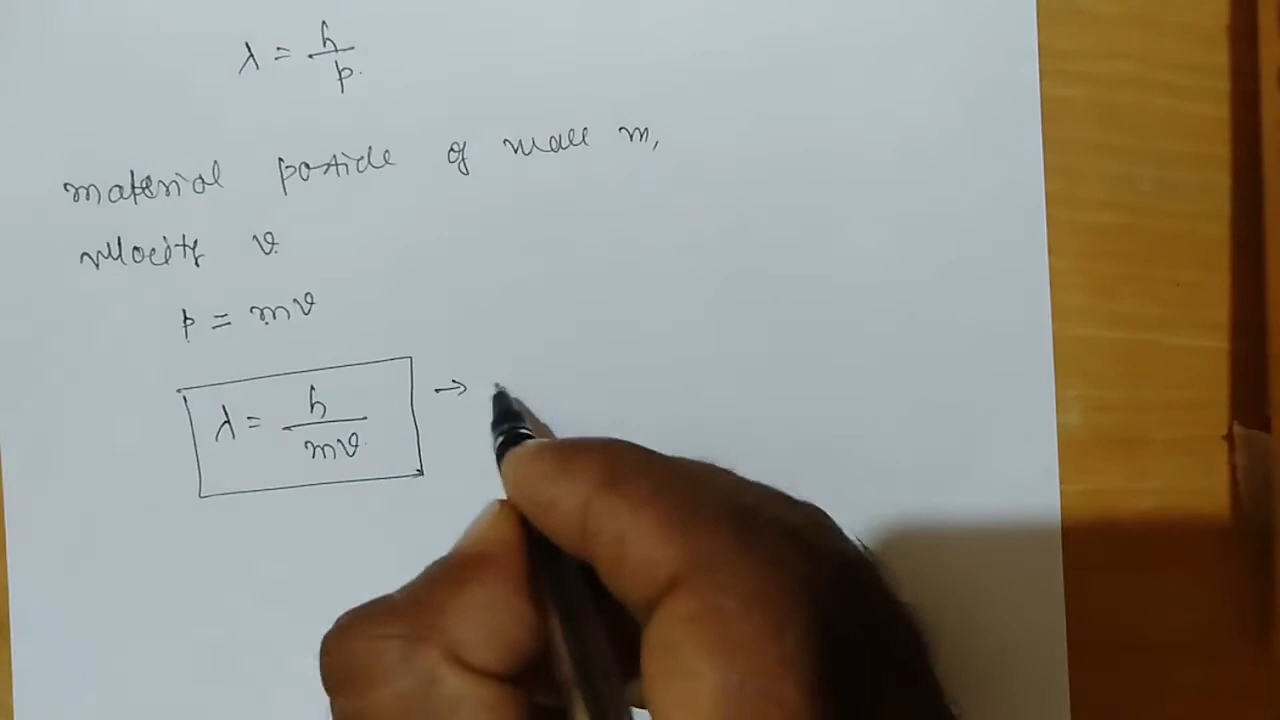 λ = h/p.
material particle of mass m,
velocity v.
p = mv
λ = h/mv. →